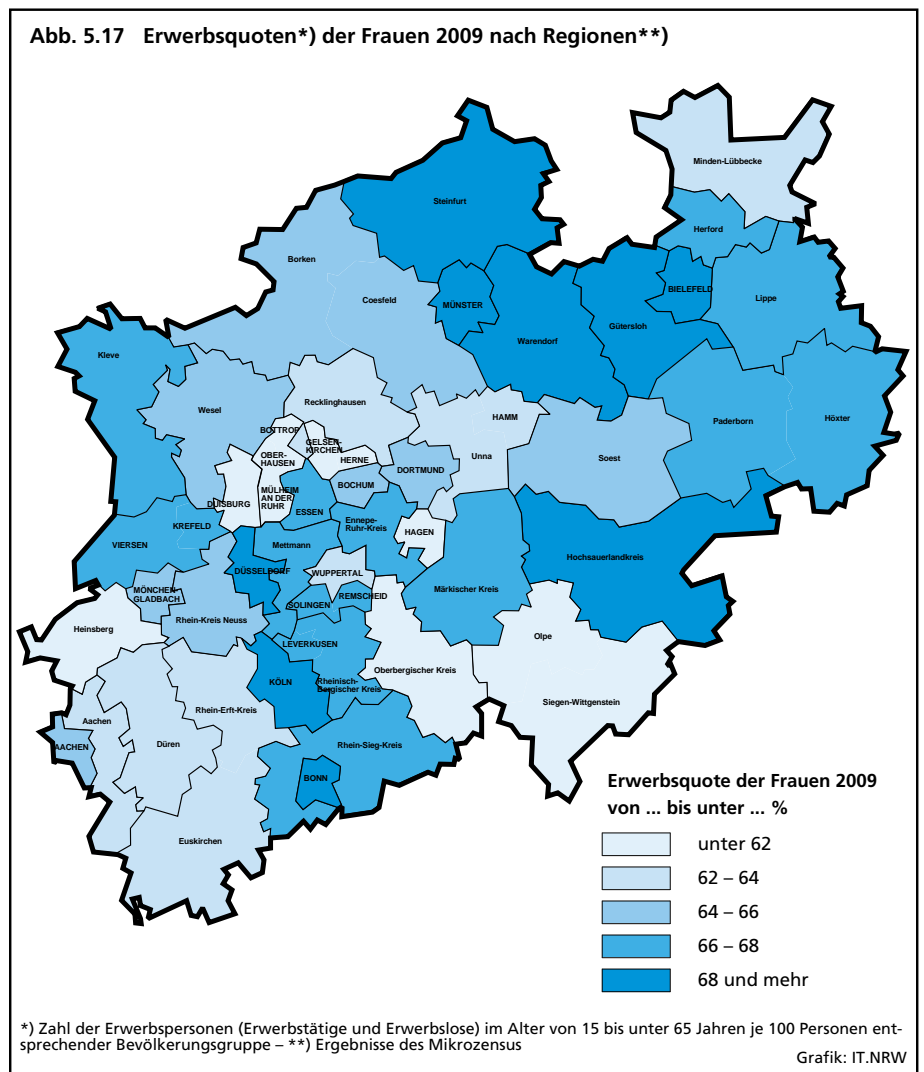 Abb. 5.17 Erwerbsquoten*) der Frauen 2009 nach Regionen**)
Minden-Lübbecke
Steinfurt
Herford
Borken
BIELEFELD
Coesfeld
MÜNSTER
Lippe
Gütersloh
Warendorf
Kleve
Recklinghausen
Wesel
HAMM
Paderborn
Höxter
BOTTROP
GELSEN-
KIRCHEN
Unna
Soest
OBER-
HAUSEN
HERNE
DORTMUND
BOCHUM
MÜLHEIM
AN DER
RUHR
DUISBURG
ESSEN
KREFELD
Ennepe-
Ruhr-Kreis
HAGEN
VIERSEN
Mettmann
Hochsauerlandkreis
DÜSSELDORF
WUPPERTAL
MÖNCHEN-
GLADBACH
Märkischer Kreis
REMSCHEID
SOLINGEN
Rhein-Kreis Neuss
Heinsberg
Olpe
LEVERKUSEN
Oberbergischer Kreis
KÖLN
Rheinisch-
Bergischer Kreis
Siegen-Wittgenstein
Rhein-Erft-Kreis
Aachen
Düren
AACHEN
Rhein-Sieg-Kreis
BONN
Euskirchen
Erwerbsquote der Frauen 2009
von ... bis unter ... %
unter 62
62 – 64
64 – 66
66 – 68
68 und mehr
*) Zahl der Erwerbspersonen (Erwerbstätige und Erwerbslose) im Alter von 15 bis unter 65 Jahren je 100 Personen ent-
sprechender Bevölkerungsgruppe – **) Ergebnisse des Mikrozensus
Grafik: IT.NRW